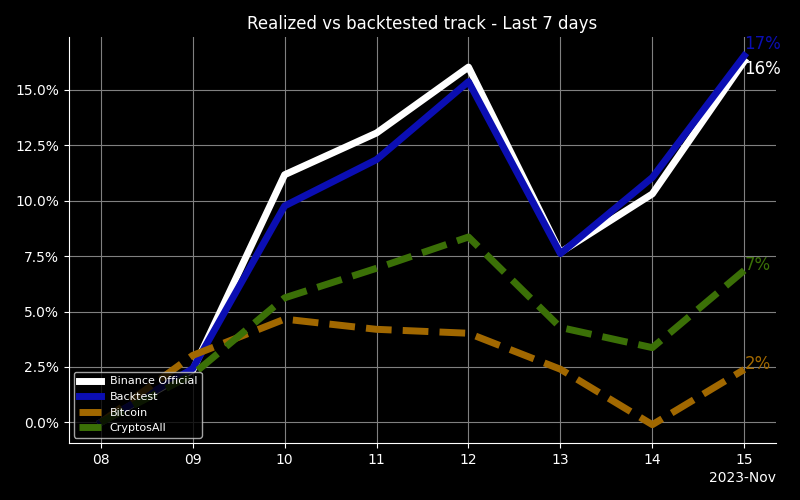 Realized vs backtested track - Last 7 days
17%
16%
15.0%
12.5%
10.0%
7.5%
7%
5.0%
2.5%
2%
0.0%
Binance Official
Backtest
Bitcoin
CryptosAll
08 09 10 11 12 13 14 15
2023-Nov